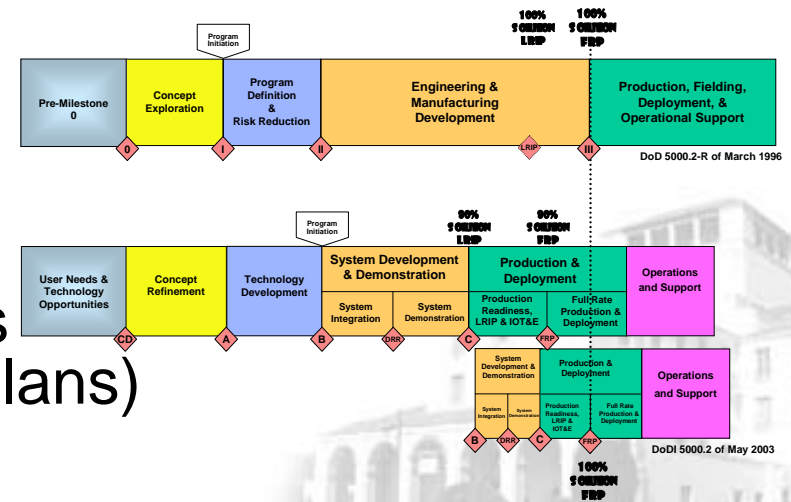 100%
SOLUTION
LRIP
100%
SOLUTION
FRP
Program
Initiation
Pre-Milestone
0
Concept
Exploration
Program
Definition
&
Risk Reduction
Engineering &
Manufacturing
Development
Production, Fielding,
Deployment, &
Operational Support
0
I
II
LRIP
III
DoD 5000.2-R of March 1996
Program
Initiation
90%
SOLUTION
LRIP
90%
SOLUTION
FRP
User Needs &
Technology
Opportunities
Concept
Refinement
Technology
Development
System Development
& Demonstration
System
Integration
System
Demonstration
Production &
Deployment
Production
Readiness,
LRIP & IOT&E
Full Rate
Production &
Deployment
Operations
and Support
CD
A
B
DRR
C
FRP
s
lans)
System
Development &
Demonstration
System
Integration
System
Demonstration
Production &
Deployment
Production
Readiness,
LRIP &
IOT&E
Full Rate
Production &
Deployment
Operations
and Support
B
DRR
C
FRP
DoDI 5000.2 of May 2003
100%
SOLUTION
FRP